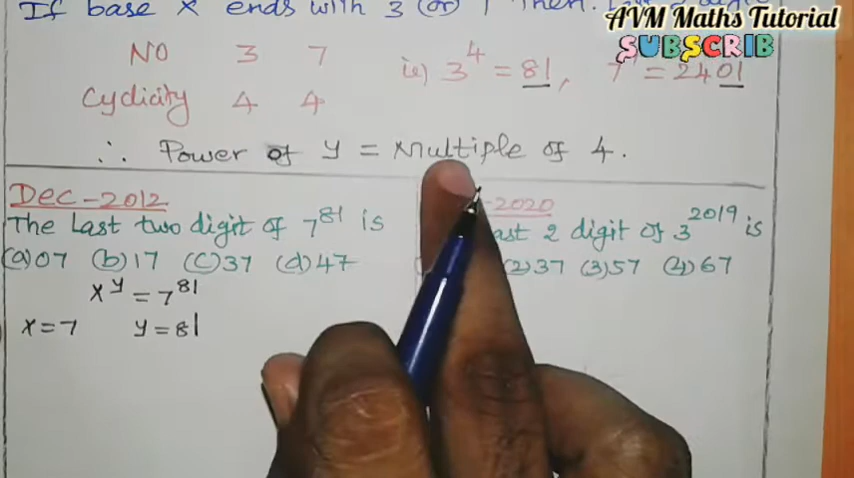 If base x ends with 3 (or) 7 then.
AVM Maths Tutorial
SUBSCRIB
NO 3 7 ie) 3^4 = 81, 7 = 2401
Cyclicity 4 4
∴ Power of y = Multiple of 4.
Dec-2012
The Last two digit of 7^81 is
(a) 07 (b) 17 (c) 37 (d) 47
x^y = 7^81
x = 7 y = 81
-2020
ast 2 digit of 3^2019 is
(2) 37 (3) 57 (4) 67